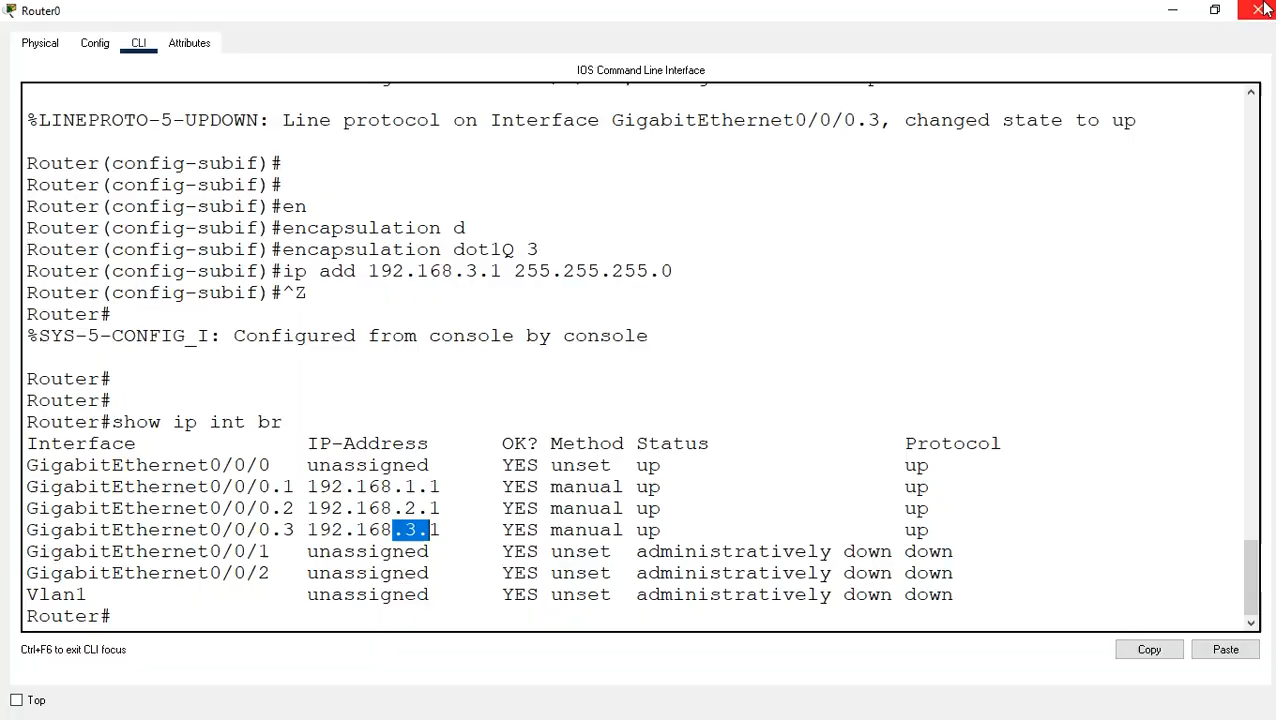 Router0
Physical Config CLI Attributes
IOS Command Line Interface
%LINEPROTO-5-UPDOWN: Line protocol on Interface GigabitEthernet0/0/0.3, changed state to up
Router(config-subif)#
Router(config-subif)#
Router(config-subif)#en
Router(config-subif)#encapsulation d
Router(config-subif)#encapsulation dot1Q 3
Router(config-subif)#ip add 192.168.3.1 255.255.255.0
Router(config-subif)#^Z
Router#
%SYS-5-CONFIG_I: Configured from console by console
Router#
Router#
Router#show ip int br
Interface IP-Address OK? Method Status Protocol
GigabitEthernet0/0/0 unassigned YES unset up up
GigabitEthernet0/0/0.1 192.168.1.1 YES manual up up
GigabitEthernet0/0/0.2 192.168.2.1 YES manual up up
GigabitEthernet0/0/0.3 192.168.3.1 YES manual up up
GigabitEthernet0/0/1 unassigned YES unset administratively down down
GigabitEthernet0/0/2 unassigned YES unset administratively down down
Vlan1 unassigned YES unset administratively down down
Router#
Ctrl+F6 to exit CLI focus
Copy Paste
Top